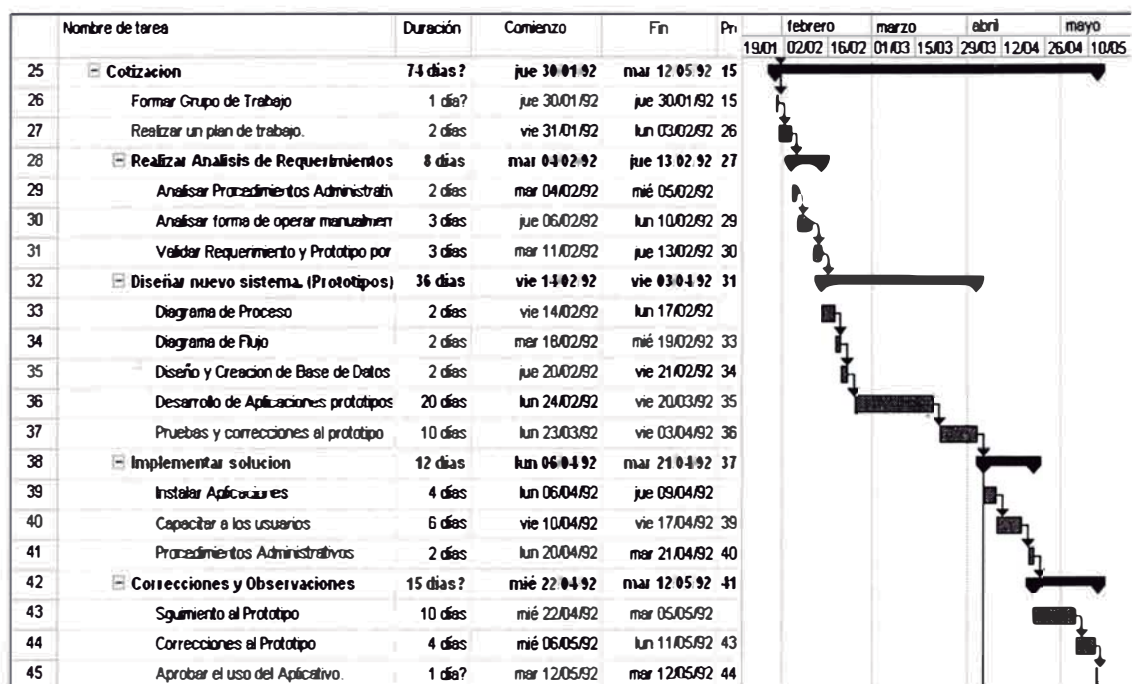 Nombre de tarea Duración Comienzo Fin Pr febrero marzo abril mayo
19/01 02/02 16/02 01/03 15/03 29/03 12/04 26/04 10/05
25 Cotizacion 74 dias? jue 30/01/92 mar 12/05/92 15
26 Formar Grupo de Trabajo 1 día? jue 30/01/92 jue 30/01/92 15
27 Realizar un plan de trabajo. 2 días vie 31/01/92 lun 03/02/92 26
28 Realizar Analisis de Requerimientos 8 dias mar 04/02/92 jue 13/02/92 27
29 Analisar Procedimientos Administrativ 2 días mar 04/02/92 mié 05/02/92
30 Analisar forma de operar manualmen 3 días jue 06/02/92 lun 10/02/92 29
31 Validar Requerimiento y Prototipo por 3 días mar 11/02/92 jue 13/02/92 30
32 Diseñar nuevo sistema. (Prototipos) 36 dias vie 14/02/92 vie 03/04/92 31
33 Diagrama de Proceso 2 días vie 14/02/92 lun 17/02/92
34 Diagrama de Flujo 2 días mar 18/02/92 mié 19/02/92 33
35 Diseño y Creacion de Base de Datos 2 días jue 20/02/92 vie 21/02/92 34
36 Desarrollo de Aplicaciones prototipos 20 días lun 24/02/92 vie 20/03/92 35
37 Pruebas y correcciones al prototipo 10 días lun 23/03/92 vie 03/04/92 36
38 Implementar solucion 12 dias lun 06/04/92 mar 21/04/92 37
39 Instalar Aplicaciones 4 días lun 06/04/92 jue 09/04/92
40 Capacitar a los usuarios 6 días vie 10/04/92 vie 17/04/92 39
41 Procedimientos Administrativos 2 días lun 20/04/92 mar 21/04/92 40
42 Correcciones y Observaciones 15 dias? mié 22/04/92 mar 12/05/92 41
43 Sguimiento al Prototipo 10 días mié 22/04/92 mar 05/05/92
44 Correcciones al Prototipo 4 días mié 06/05/92 lun 11/05/92 43
45 Aprobar el uso del Aplicativo. 1 día? mar 12/05/92 mar 12/05/92 44